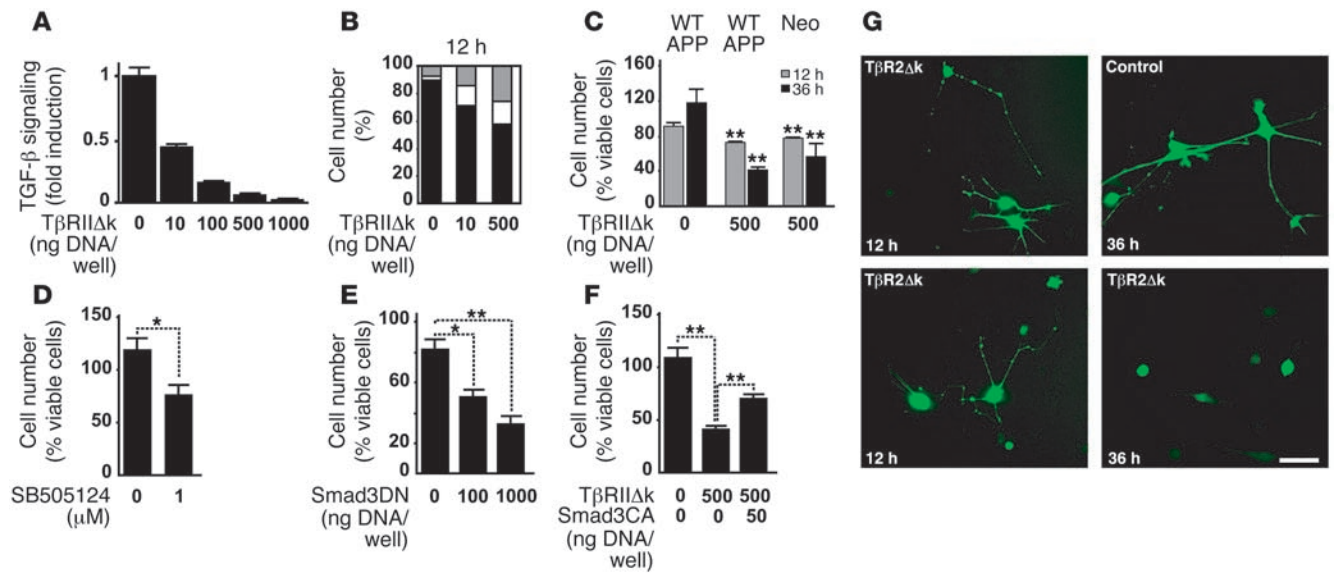 A
TGF-β signaling
(fold induction)
1
0.5
0
TβRIIΔk
(ng DNA/
well)
0 10 100 500 1000
B
12 h
Cell number
(%)
100
80
60
40
20
0
TβRIIΔk
(ng DNA/
well)
0 10 500
C
WT
APP
WT
APP
Neo
12 h
36 h
Cell number
(% viable cells)
160
120
80
40
0
** ** ** **
TβRIIΔk
(ng DNA/
well)
0 500 500
D
Cell number
(% viable cells)
150
100
50
0
*
SB505124
(μM)
0 1
E
Cell number
(% viable cells)
100
80
60
40
20
0
**
*
Smad3DN
(ng DNA/
well)
0 100 1000
F
Cell number
(% viable cells)
150
100
50
0
**
**
TβRIIΔk 0 500 500
Smad3CA 0 0 50
(ng DNA/
well)
G
TβR2Δk
12 h
Control
36 h
TβR2Δk
12 h
TβR2Δk
36 h